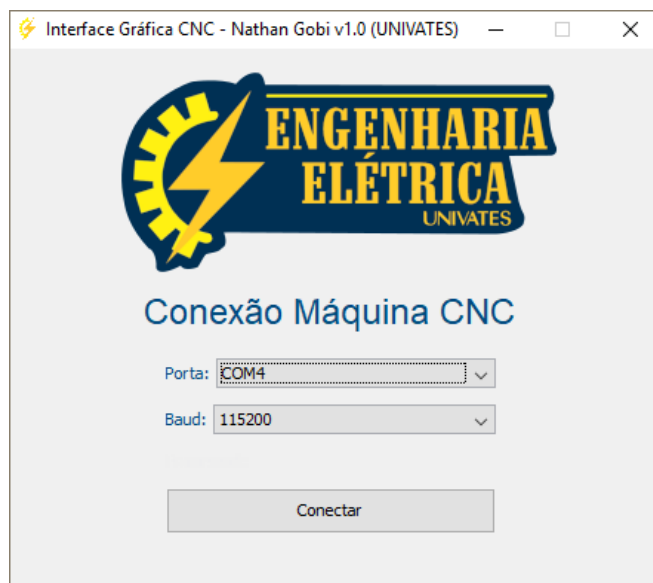 Interface Gráfica CNC - Nathan Gobi v1.0 (UNIVATES)
ENGENHARIA
ELÉTRICA
UNIVATES
Conexão Máquina CNC
Porta: COM4
Baud: 115200
Conectar